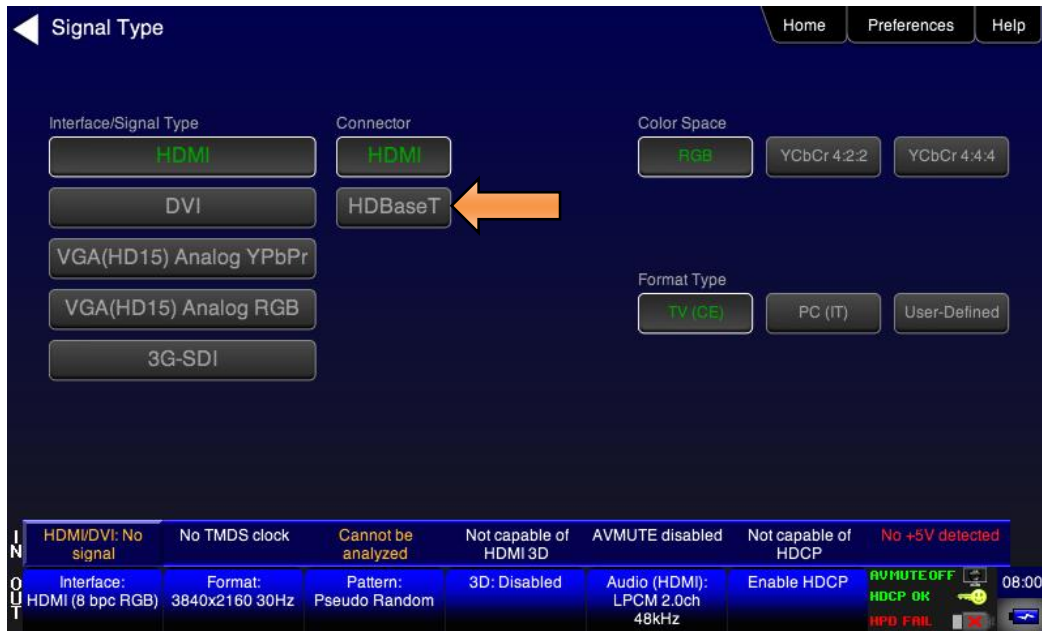 Signal Type
Home
Preferences
Help
Interface/Signal Type
Connector
Color Space
HDMI
HDMI
RGB
YCbCr 4:2:2
YCbCr 4:4:4
DVI
HDBaseT
VGA(HD15) Analog YPbPr
Format Type
VGA(HD15) Analog RGB
TV (CE)
PC (IT)
User-Defined
3G-SDI
IN
HDMI/DVI: No
signal
No TMDS clock
Cannot be
analyzed
Not capable of
HDMI 3D
AVMUTE disabled
Not capable of
HDCP
No +5V detected
OUT
Interface:
HDMI (8 bpc RGB)
Format:
3840x2160 30Hz
Pattern:
Pseudo Random
3D: Disabled
Audio (HDMI):
LPCM 2.0ch
48kHz
Enable HDCP
AVMUTE OFF
HDCP OK
HPD FAIL
08:00